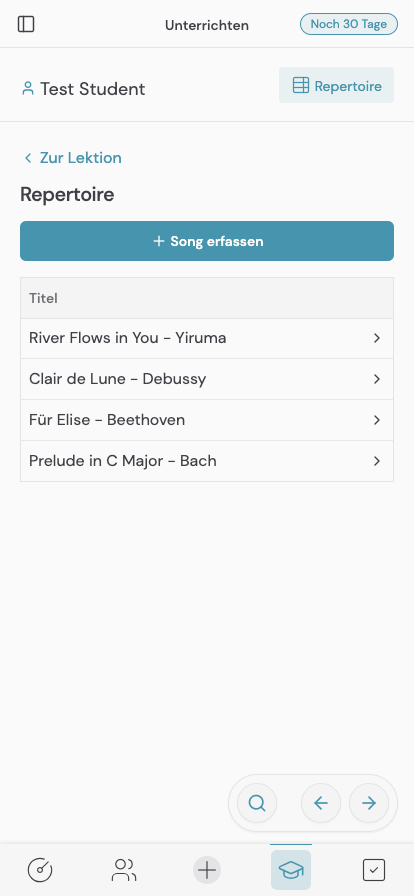 Unterrichten
Noch 30 Tage
Test Student
Repertoire
Zur Lektion
Repertoire
Song erfassen
Titel
River Flows in You – Yiruma
Clair de Lune – Debussy
Für Elise – Beethoven
Prelude in C Major – Bach